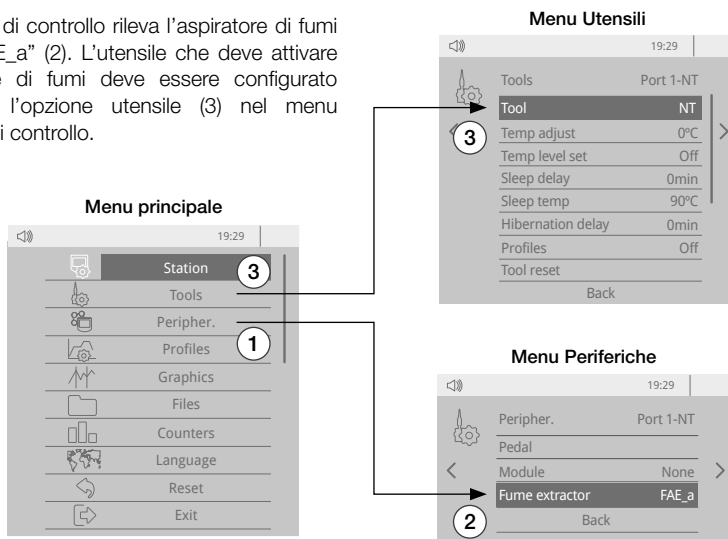 di controllo rileva l’aspiratore di fumi
E_a” (2). L’utensile che deve attivare
di fumi deve essere configurato
l’opzione utensile (3) nel menu
i controllo.
Menu principale
19:29
Station
3
Tools
Peripher.
1
Profiles
Graphics
Files
Counters
Language
Reset
Exit
Menu Utensili
19:29
Tools Port 1-NT
Tool NT
3
Temp adjust 0ºC
Temp level set Off
Sleep delay 0min
Sleep temp 90ºC
Hibernation delay 0min
Profiles Off
Tool reset
Back
Menu Periferiche
19:29
Peripher. Port 1-NT
Pedal
Module None
Fume extractor FAE_a
2
Back